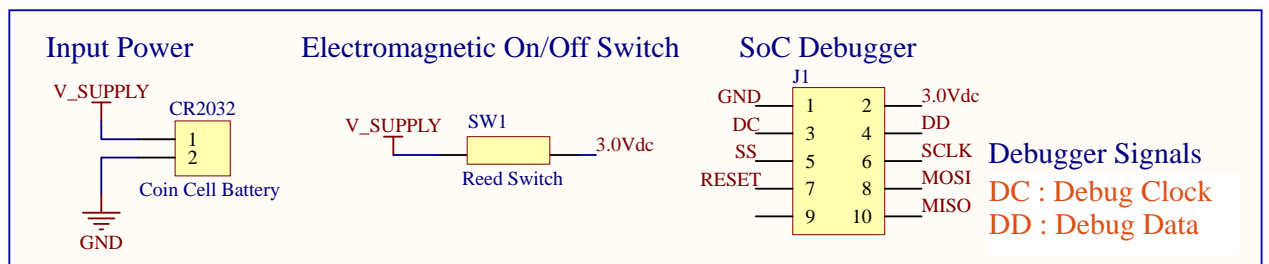 Input Power
V_SUPPLY
CR2032
1
2
Coin Cell Battery
GND
Electromagnetic On/Off Switch
V_SUPPLY
SW1
3.0Vdc
Reed Switch
SoC Debugger
J1
GND 1 2 3.0Vdc
DC 3 4 DD
SS 5 6 SCLK
RESET 7 8 MOSI
9 10 MISO
Debugger Signals
DC : Debug Clock
DD : Debug Data